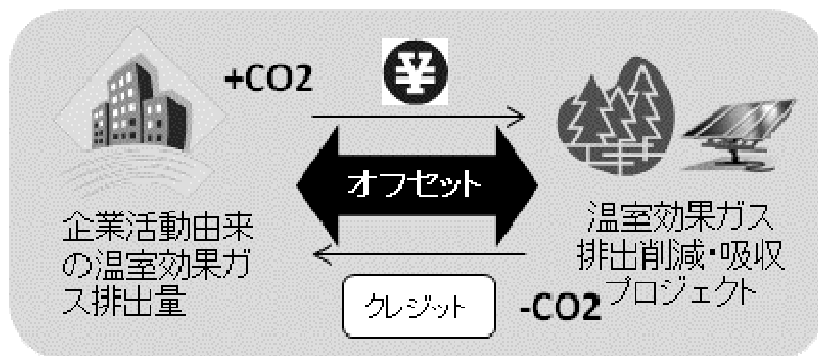 +CO2
¥
オフセット
企業活動由来
の温室効果ガ
ス排出量
温室効果ガス
排出削減・吸収
プロジェクト
クレジット
-CO2